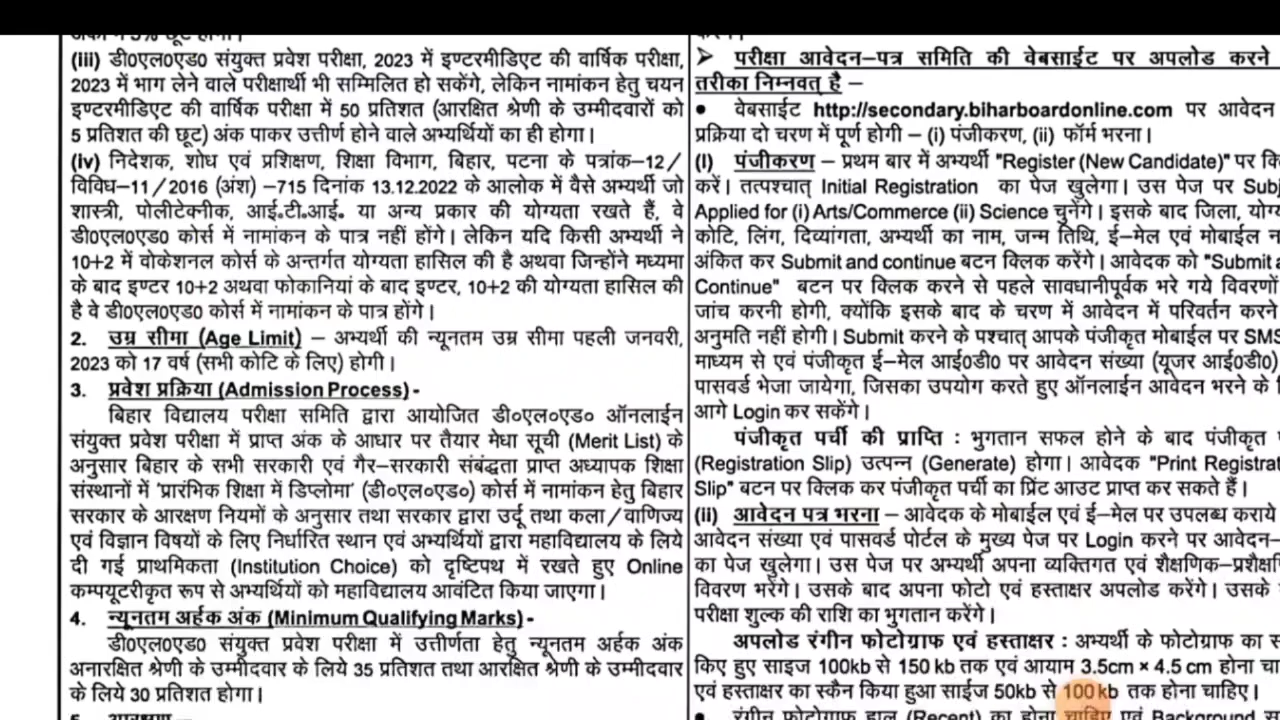 (iii) डी०एल०एड० संयुक्त प्रवेश परीक्षा, 2023 में इण्टरमीडिएट की वार्षिक परीक्षा,
2023 में भाग लेने वाले परीक्षार्थी भी सम्मिलित हो सकेंगे, लेकिन नामांकन हेतु चयन
इण्टरमीडिएट की वार्षिक परीक्षा में 50 प्रतिशत (आरक्षित श्रेणी के उम्मीदवारों को
5 प्रतिशत की छूट) अंक पाकर उत्तीर्ण होने वाले अभ्यर्थियों का ही होगा।
(iv) निदेशक, शोध एवं प्रशिक्षण, शिक्षा विभाग, बिहार, पटना के पत्रांक–12/
विविध–11/2016 (अंश) –715 दिनांक 13.12.2022 के आलोक में वैसे अभ्यर्थी जो
शास्त्री, पोलीटेक्नीक, आई.टी.आई. या अन्य प्रकार की योग्यता रखते हैं, वे
डी0एल0एड0 कोर्स में नामांकन के पात्र नहीं होंगे। लेकिन यदि किसी अभ्यर्थी ने
10+2 में वोकेशनल कोर्स के अन्तर्गत योग्यता हासिल की है अथवा जिन्होंने मध्यमा
के बाद इण्टर 10+2 अथवा फोकानियां के बाद इण्टर, 10+2 की योग्यता हासिल की
है वे डी0एल0एड0 कोर्स में नामांकन के पात्र होंगे।
2. उम्र सीमा (Age Limit) – अभ्यर्थी की न्यूनतम उम्र सीमा पहली जनवरी,
2023 को 17 वर्ष (सभी कोटि के लिए) होगी।
3. प्रवेश प्रक्रिया (Admission Process) -
बिहार विद्यालय परीक्षा समिति द्वारा आयोजित डी०एल०एड० ऑनलाईन
संयुक्त प्रवेश परीक्षा में प्राप्त अंक के आधार पर तैयार मेधा सूची (Merit List) के
अनुसार बिहार के सभी सरकारी एवं गैर–सरकारी संबंद्धता प्राप्त अध्यापक शिक्षा
संस्थानों में 'प्रारंभिक शिक्षा में डिप्लोमा' (डी०एल०एड०) कोर्स में नामांकन हेतु बिहार
सरकार के आरक्षण नियमों के अनुसार तथा सरकार द्वारा उर्दू तथा कला/वाणिज्य
एवं विज्ञान विषयों के लिए निर्धारित स्थान एवं अभ्यर्थियों द्वारा महाविद्यालय के लिये
दी गई प्राथमिकता (Institution Choice) को दृष्टिपथ में रखते हुए Online
कम्प्यूटरीकृत रूप से अभ्यर्थियों को महाविद्यालय आवंटित किया जाएगा।
4. न्यूनतम अर्हक अंक (Minimum Qualifying Marks) -
डी०एल०एड० संयुक्त प्रवेश परीक्षा में उत्तीर्णता हेतु न्यूनतम अर्हक अंक
अनारक्षित श्रेणी के उम्मीदवार के लिये 35 प्रतिशत तथा आरक्षित श्रेणी के उम्मीदवार
के लिये 30 प्रतिशत होगा।
➢ परीक्षा आवेदन–पत्र समिति की वेबसाईट पर अपलोड करने
तरीका निम्नवत् है –
• वेबसाईट http://secondary.biharboardonline.com पर आवेदन
प्रक्रिया दो चरण में पूर्ण होगी – (i) पंजीकरण, (ii) फॉर्म भरना।
(I) पंजीकरण – प्रथम बार में अभ्यर्थी "Register (New Candidate)" पर
करें। तत्पश्चात् Initial Registration का पेज खुलेगा। उस पेज पर
Applied for (i) Arts/Commerce (ii) Science चुनेंगे। इसके बाद जिला,
कोटि, लिंग, दिव्यांगता, अभ्यर्थी का नाम, जन्म तिथि, ई–मेल एवं मोबाईल
अंकित कर Submit and continue बटन क्लिक करेंगे। आवेदक को "Submit
Continue" बटन पर क्लिक करने से पहले सावधानीपूर्वक भरे गये विवरणों
जांच करनी होगी, क्योंकि इसके बाद के चरण में आवेदन में परिवर्तन करने
अनुमति नहीं होगी। Submit करने के पश्चात् आपके पंजीकृत मोबाईल पर SMS
माध्यम से एवं पंजीकृत ई–मेल आई0डी0 पर आवेदन संख्या (यूजर आई0डी0)
पासवर्ड भेजा जायेगा, जिसका उपयोग करते हुए ऑनलाईन आवेदन भरने के
आगे Login कर सकेंगे।
पंजीकृत पर्ची की प्राप्ति : भुगतान सफल होने के बाद पंजीकृत
(Registration Slip) उत्पन्न (Generate) होगा। आवेदक "Print
Slip" बटन पर क्लिक कर पंजीकृत पर्ची का प्रिंट आउट प्राप्त कर सकते हैं।
(ii) आवेदन पत्र भरना – आवेदक के मोबाईल एवं ई–मेल पर उपलब्ध कराये
आवेदन संख्या एवं पासवर्ड पोर्टल के मुख्य पेज पर Login करने पर आवेदन–
का पेज खुलेगा। उस पेज पर अभ्यर्थी अपना व्यक्तिगत एवं
विवरण भरेंगे। उसके बाद अपना फोटो एवं हस्ताक्षर अपलोड करेंगे। उसके
परीक्षा शुल्क की राशि का भुगतान करेंगे।
अपलोड रंगीन फोटोग्राफ एवं हस्ताक्षर : अभ्यर्थी के फोटोग्राफ का
किए हुए साइज 100kb से 150 kb तक एवं आयाम 3.5cm × 4.5 cm होना
एवं हस्ताक्षर का स्कैन किया हुआ साईज 50kb से 100 kb तक होना चाहिए।